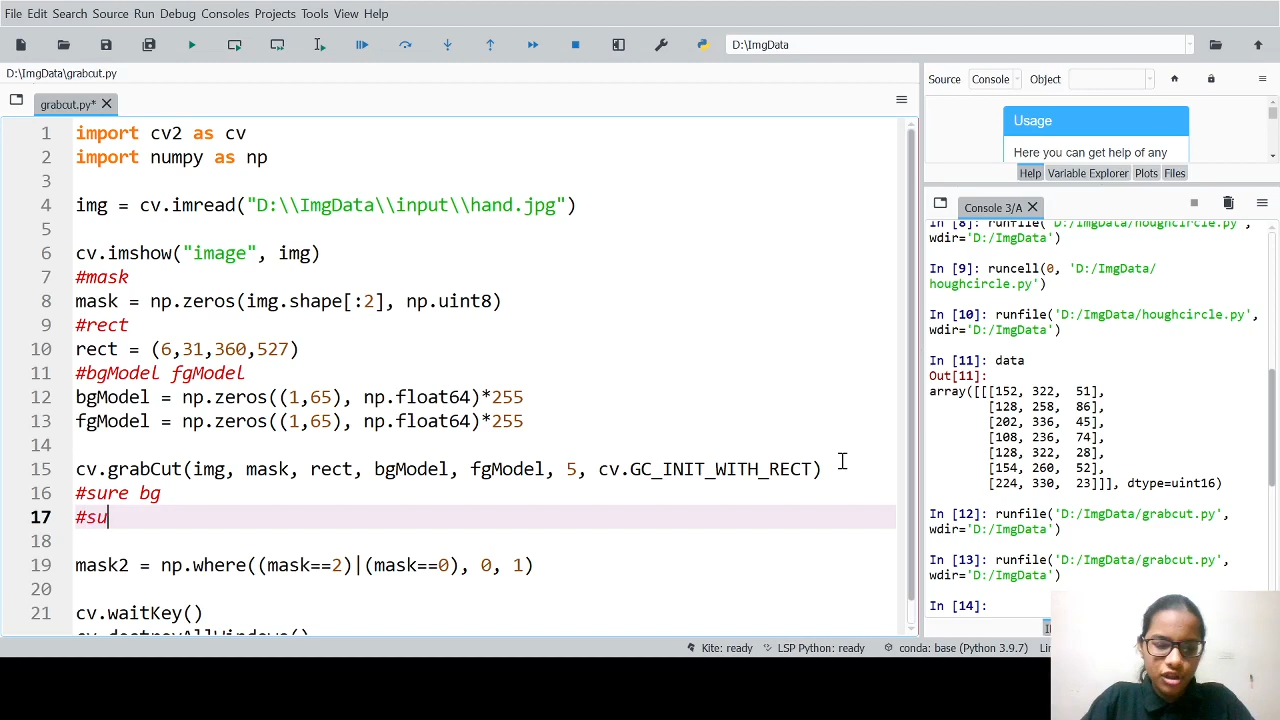 File Edit Search Source Run Debug Consoles Projects Tools View Help
D:\ImgData
D:\ImgData\grabcut.py
grabcut.py*
1 import cv2 as cv
2 import numpy as np
3
4 img = cv.imread("D:\\ImgData\\input\\hand.jpg")
5
6 cv.imshow("image", img)
7 #mask
8 mask = np.zeros(img.shape[:2], np.uint8)
9 #rect
10 rect = (6,31,360,527)
11 #bgModel fgModel
12 bgModel = np.zeros((1,65), np.float64)*255
13 fgModel = np.zeros((1,65), np.float64)*255
14
15 cv.grabCut(img, mask, rect, bgModel, fgModel, 5, cv.GC_INIT_WITH_RECT)
16 #sure bg
17 #su
18
19 mask2 = np.where((mask==2)|(mask==0), 0, 1)
20
21 cv.waitKey()
cv.destroyAllWindows()
Source Console Object
Usage
Here you can get help of any
Help Variable Explorer Plots Files
Console 3/A
In [8]: runfile('D:/ImgData/houghcircle.py',
wdir='D:/ImgData')
In [9]: runcell(0, 'D:/ImgData/
houghcircle.py')
In [10]: runfile('D:/ImgData/houghcircle.py',
wdir='D:/ImgData')
In [11]: data
Out[11]:
array([[[152, 322, 51],
[128, 258, 86],
[202, 336, 45],
[108, 236, 74],
[128, 322, 28],
[154, 260, 52],
[224, 330, 23]]], dtype=uint16)
In [12]: runfile('D:/ImgData/grabcut.py',
wdir='D:/ImgData')
In [13]: runfile('D:/ImgData/grabcut.py',
wdir='D:/ImgData')
In [14]:
Kite: ready LSP Python: ready conda: base (Python 3.9.7)